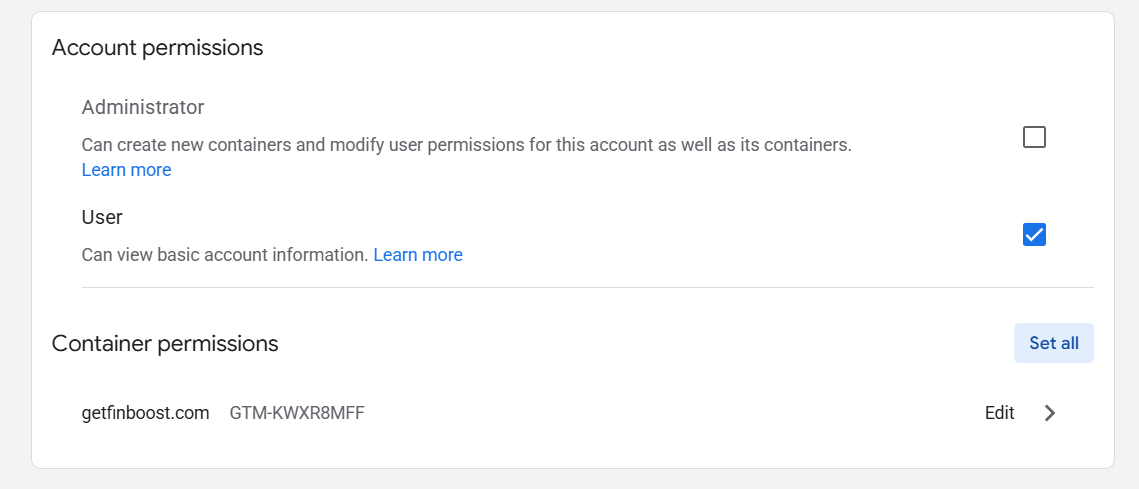 Account permissions
Administrator
Can create new containers and modify user permissions for this account as well as its containers.
Learn more
User
Can view basic account information. Learn more
Container permissions
Set all
getfinboost.com GTM-KWXR8MFF Edit